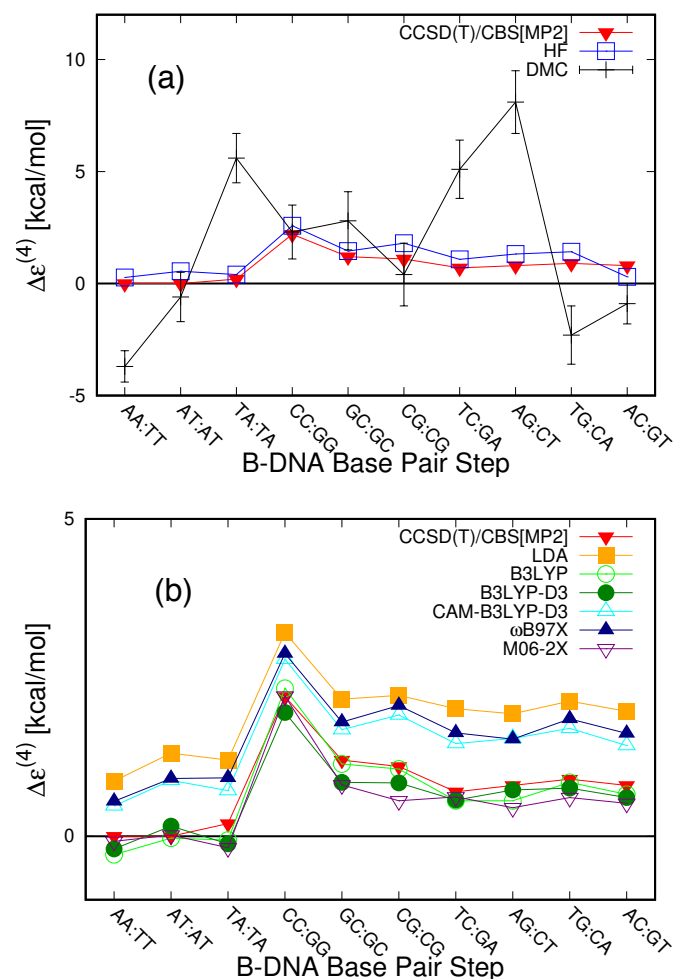 (a)
CCSD(T)/CBS[MP2]
HF
DMC
10
5
0
-5
Δε(4) [kcal/mol]
AA:TT
AT:AT
TA:TA
CC:GG
GC:GC
CG:CG
TC:GA
AG:CT
TG:CA
AC:GT
B-DNA Base Pair Step
(b)
CCSD(T)/CBS[MP2]
LDA
B3LYP
B3LYP-D3
CAM-B3LYP-D3
ωB97X
M06-2X
5
0
Δε(4) [kcal/mol]
AA:TT
AT:AT
TA:TA
CC:GG
GC:GC
CG:CG
TC:GA
AG:CT
TG:CA
AC:GT
B-DNA Base Pair Step